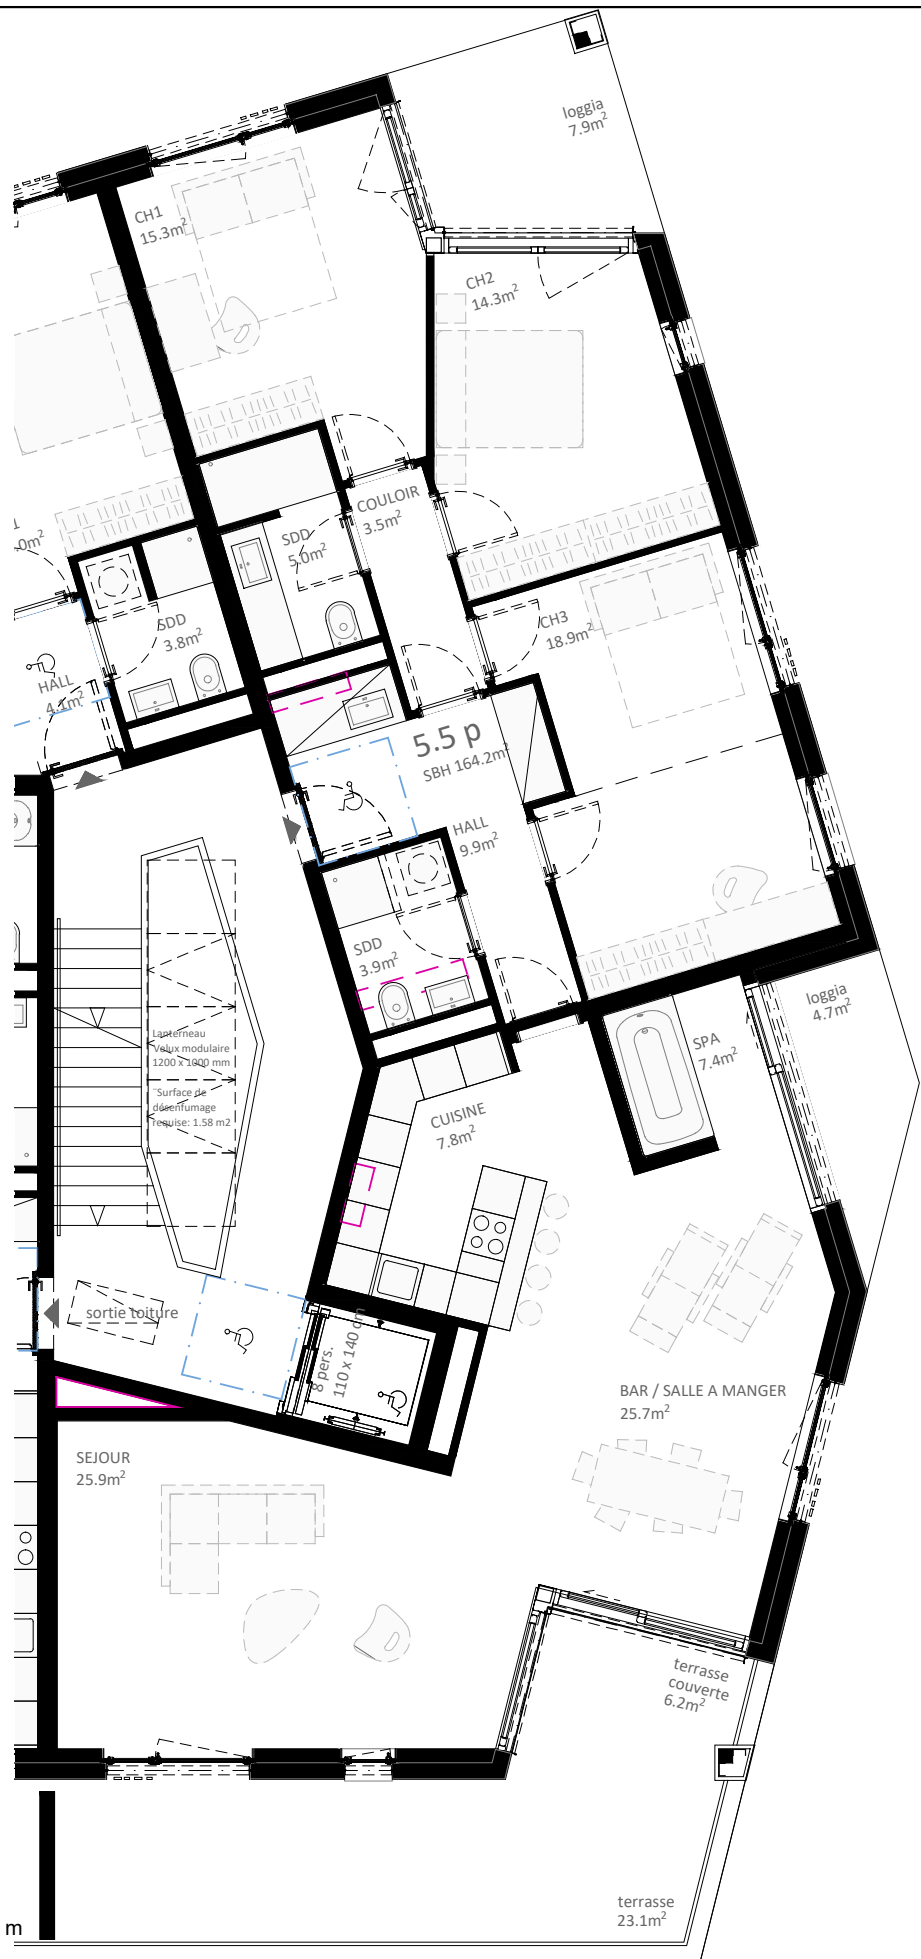 loggia
7.9m²
CH1
15.3m²
CH2
14.3m²
COULOIR
3.5m²
SDD
5.0m²
SDD
3.8m²
CH3
18.9m²
HALL
4.1m²
5.5 p
SBH 164.2m²
HALL
9.9m²
SDD
3.9m²
loggia
4.7m²
SPA
7.4m²
Lanterneau
Velux modulaire
1200 x 1000 mm
Surface de
désenfumage
requise: 1.58 m2
CUISINE
7.8m²
sortie toiture
8 pers.
110 x 140 cm
BAR / SALLE A MANGER
25.7m²
SEJOUR
25.9m²
terrasse
couverte
6.2m²
terrasse
23.1m²
m